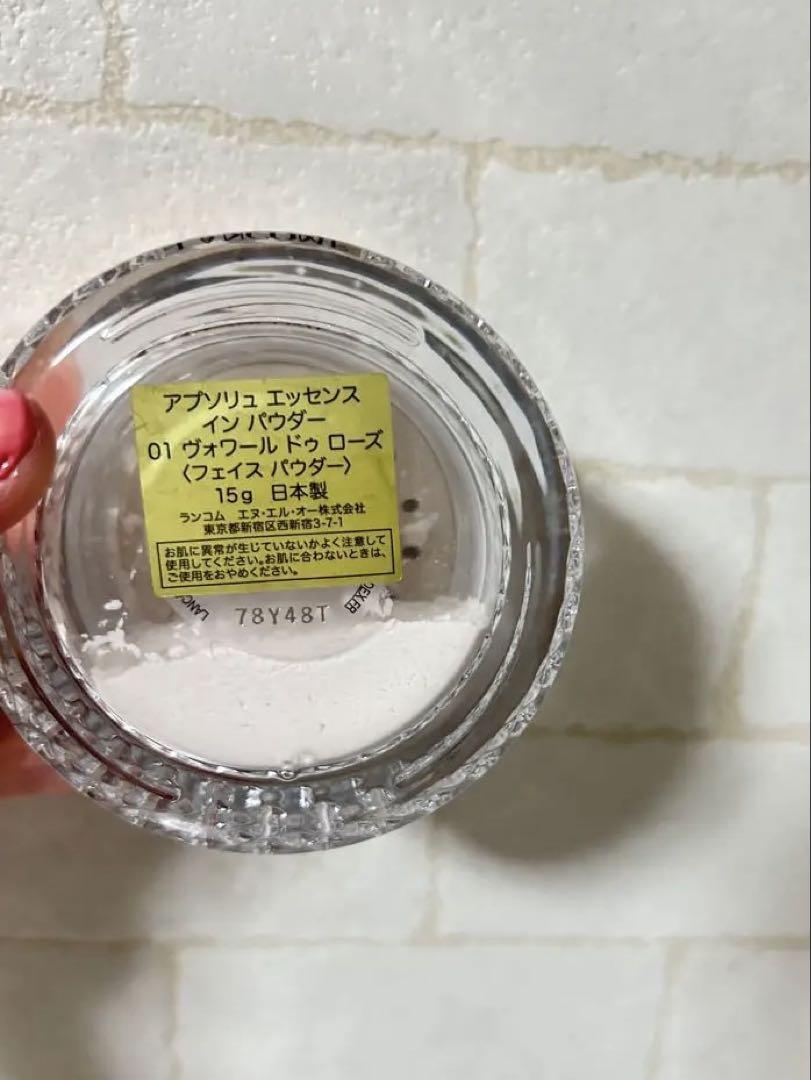 アプソリュ エッセンス
イン パウダー
01 ヴォワール ドゥ ローズ
〈フェイス パウダー〉
15g 日本製
ランコム エヌ・エル・オー株式会社
東京都新宿区西新宿3-7-1
お肌に異常が生じていないかよく注意して
使用してください。お肌に合わないときは、
ご使用をおやめください。
78Y48T